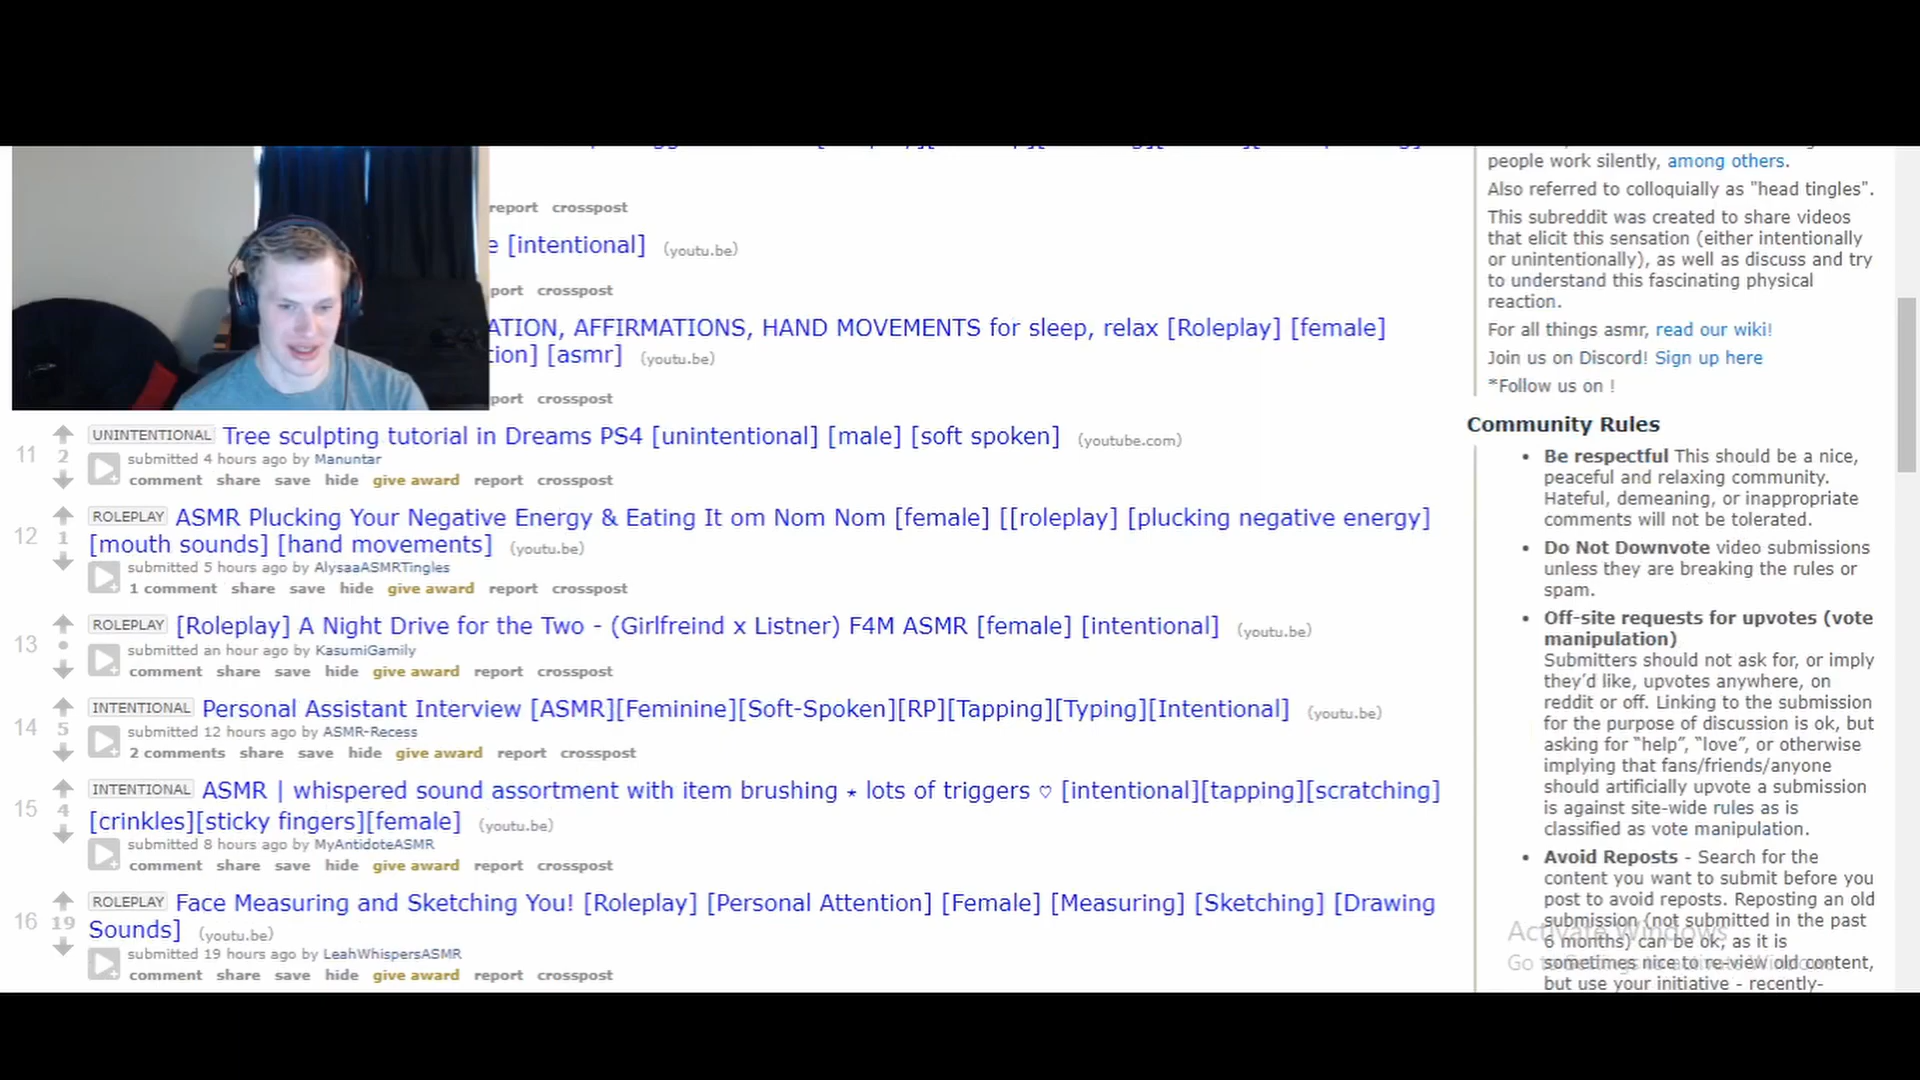 people work silently, among others.
Also referred to colloquially as "head tingles".
This subreddit was created to share videos
that elicit this sensation (either intentionally
or unintentionally), as well as discuss and try
to understand this fascinating physical
reaction.
For all things asmr, read our wiki!
Join us on Discord! Sign up here
*Follow us on !
Community Rules
Be respectful This should be a nice,
peaceful and relaxing community.
Hateful, demeaning, or inappropriate
comments will not be tolerated.
Do Not Downvote video submissions
unless they are breaking the rules or
spam.
Off-site requests for upvotes (vote
manipulation)
Submitters should not ask for, or imply
they'd like, upvotes anywhere, on
reddit or off. Linking to the submission
for the purpose of discussion is ok, but
asking for "help", "love", or otherwise
implying that fans/friends/anyone
should artificially upvote a submission
is against site-wide rules as is
classified as vote manipulation.
Avoid Reposts - Search for the
content you want to submit before you
post to avoid reposts. Reposting an old
submission (not submitted in the past
6 months) can be ok, as it is
sometimes nice to re-view old content,
but use your initiative - recently-
Activate Windows
Go to Settings to activate Windows.
report crosspost
e [intentional] (youtu.be)
port crosspost
ATION, AFFIRMATIONS, HAND MOVEMENTS for sleep, relax [Roleplay] [female]
tion] [asmr] (youtu.be)
port crosspost
11 2 UNINTENTIONAL Tree sculpting tutorial in Dreams PS4 [unintentional] [male] [soft spoken] (youtube.com)
submitted 4 hours ago by Manuntar
comment share save hide give award report crosspost
12 1 ROLEPLAY ASMR Plucking Your Negative Energy & Eating It om Nom Nom [female] [[roleplay] [plucking negative energy]
[mouth sounds] [hand movements] (youtu.be)
submitted 5 hours ago by AlysaaASMRTingles
1 comment share save hide give award report crosspost
13 • ROLEPLAY [Roleplay] A Night Drive for the Two - (Girlfreind x Listner) F4M ASMR [female] [intentional] (youtu.be)
submitted an hour ago by KasumiGamily
comment share save hide give award report crosspost
14 5 INTENTIONAL Personal Assistant Interview [ASMR][Feminine][Soft-Spoken][RP][Tapping][Typing][Intentional] (youtu.be)
submitted 12 hours ago by ASMR-Recess
2 comments share save hide give award report crosspost
15 4 INTENTIONAL ASMR | whispered sound assortment with item brushing ⋆ lots of triggers ♡ [intentional][tapping][scratching]
[crinkles][sticky fingers][female] (youtu.be)
submitted 8 hours ago by MyAntidoteASMR
comment share save hide give award report crosspost
16 19 ROLEPLAY Face Measuring and Sketching You! [Roleplay] [Personal Attention] [Female] [Measuring] [Sketching] [Drawing
Sounds] (youtu.be)
submitted 19 hours ago by LeahWhispersASMR
comment share save hide give award report crosspost